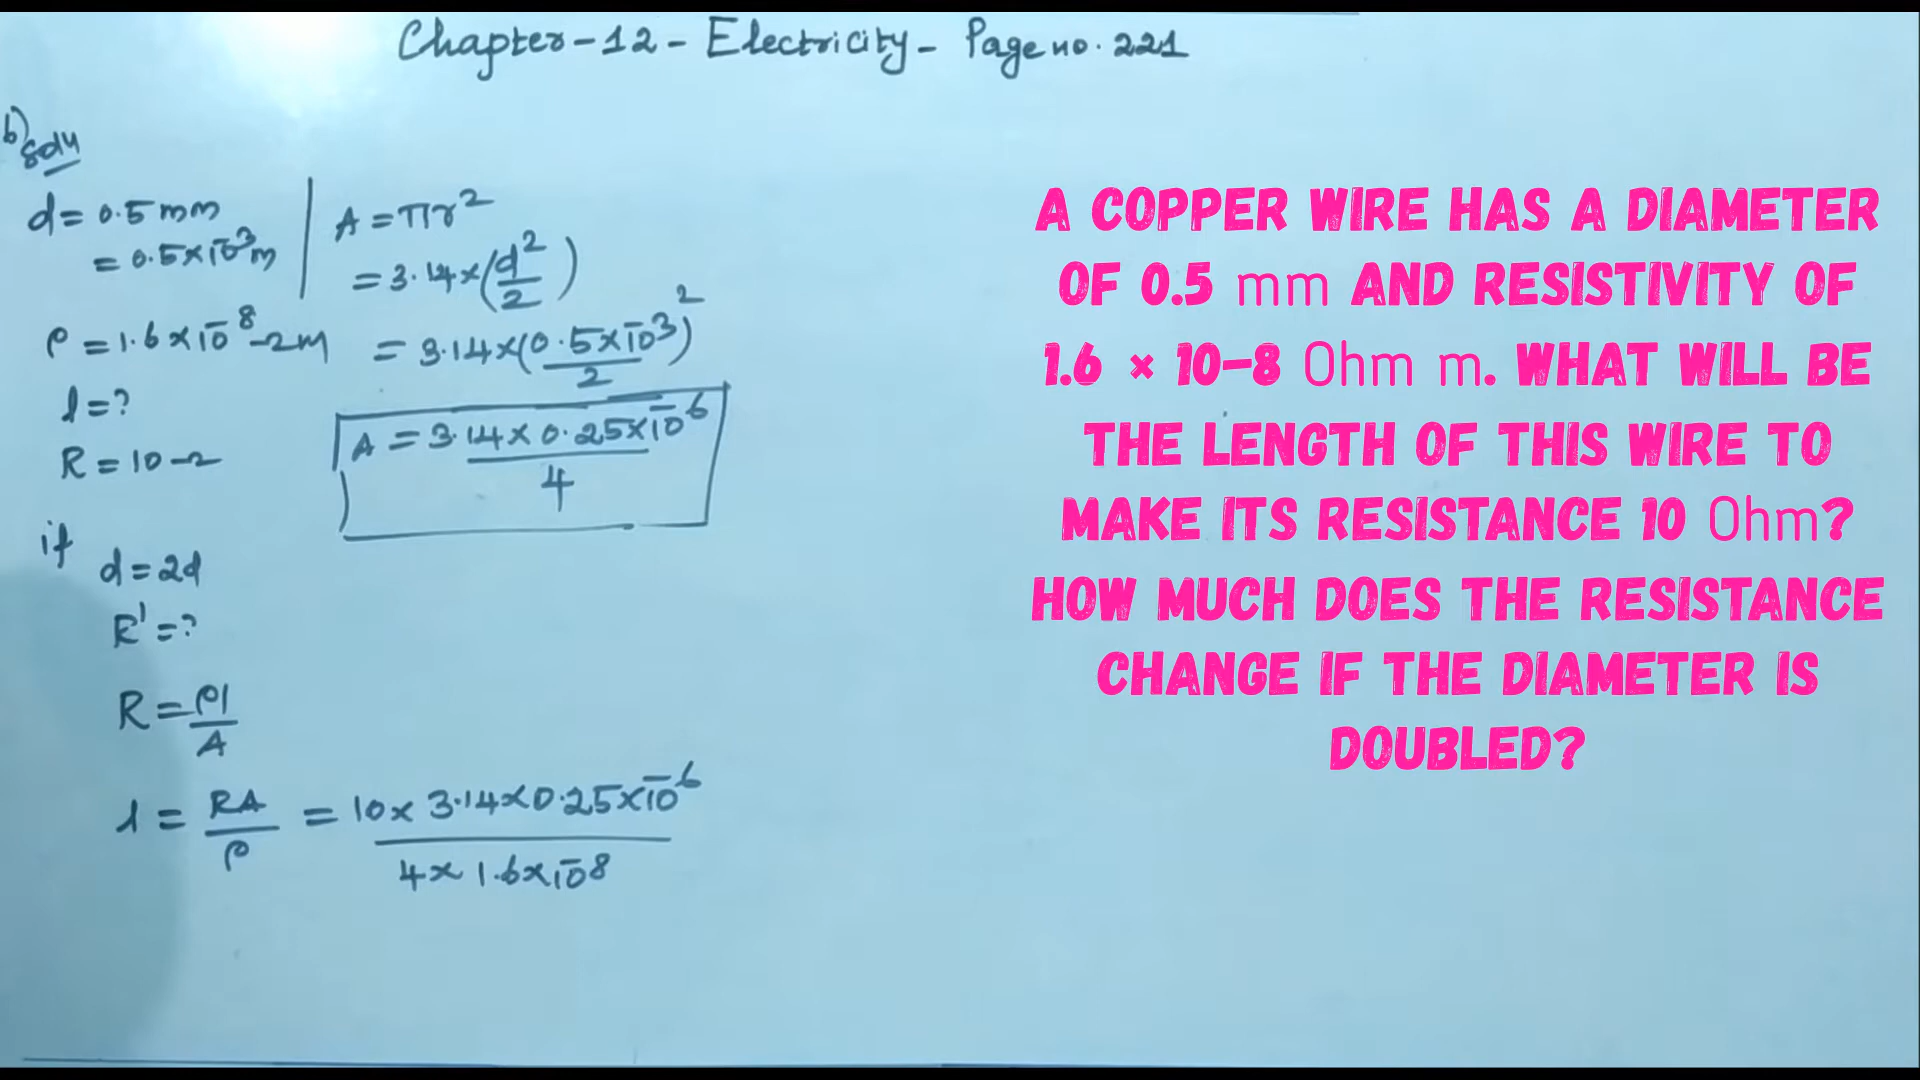 Chapter-12-Electricity- Page no. 221
6) Soln
d = 0.5 mm
= 0.5×10⁻³m
ρ = 1.6×10⁻⁸ Ωm
l = ?
R = 10 Ω
if
d = 2d
R' = ?
R = ρl/A
l = RA/ρ = 10× 3.14×0.25×10⁻⁶ / 4× 1.6×10⁻⁸
A = πr²
= 3.14×(d²/2)
= 3.14×(0.5×10⁻³/2)²
A = 3.14× 0.25×10⁻⁶ / 4
A COPPER WIRE HAS A DIAMETER
OF 0.5 mm AND RESISTIVITY OF
1.6 × 10–8 Ohm m. WHAT WILL BE
THE LENGTH OF THIS WIRE TO
MAKE ITS RESISTANCE 10 Ohm?
HOW MUCH DOES THE RESISTANCE
CHANGE IF THE DIAMETER IS
DOUBLED?